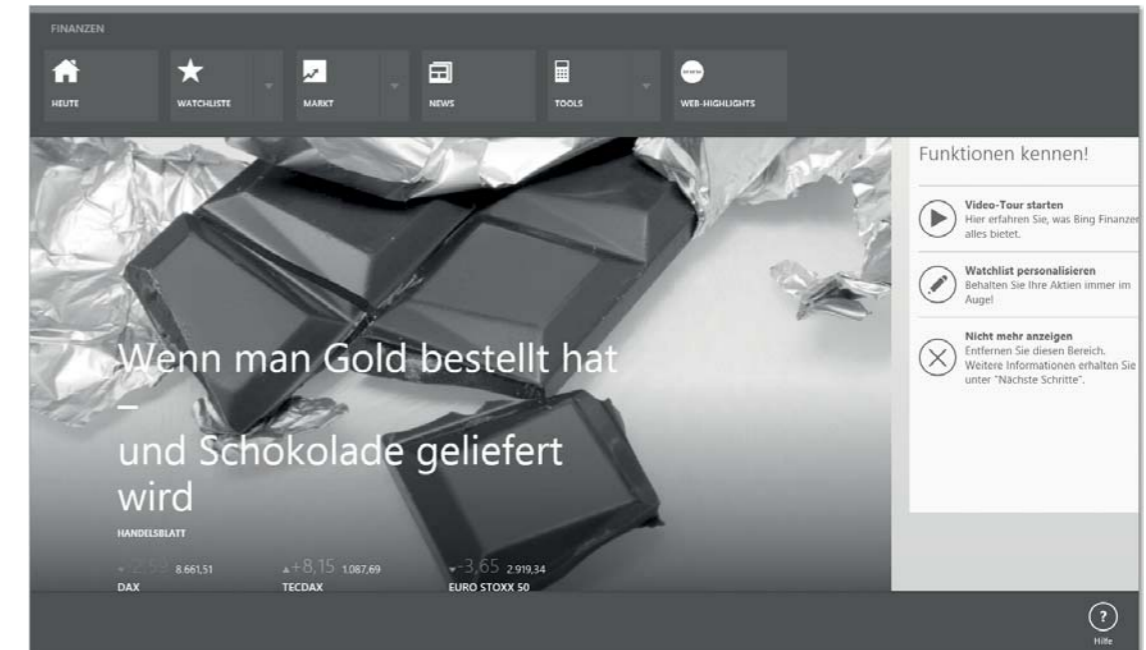 FINANZEN
HEUTE
WATCHLISTE
MARKT
NEWS
TOOLS
WEB-HIGHLIGHTS
Wenn man Gold bestellt hat
–
und Schokolade geliefert
wird
HANDELSBLATT
-2,59 8.661,51
DAX
+8,15 1.087,69
TECDAX
-3,65 2.919,34
EURO STOXX 50
Funktionen kennen!
Video-Tour starten
Hier erfahren Sie, was Bing Finanzen
alles bietet.
Watchlist personalisieren
Behalten Sie Ihre Aktien immer im
Auge!
Nicht mehr anzeigen
Entfernen Sie diesen Bereich.
Weitere Informationen erhalten Sie
unter "Nächste Schritte".
?
Hilfe